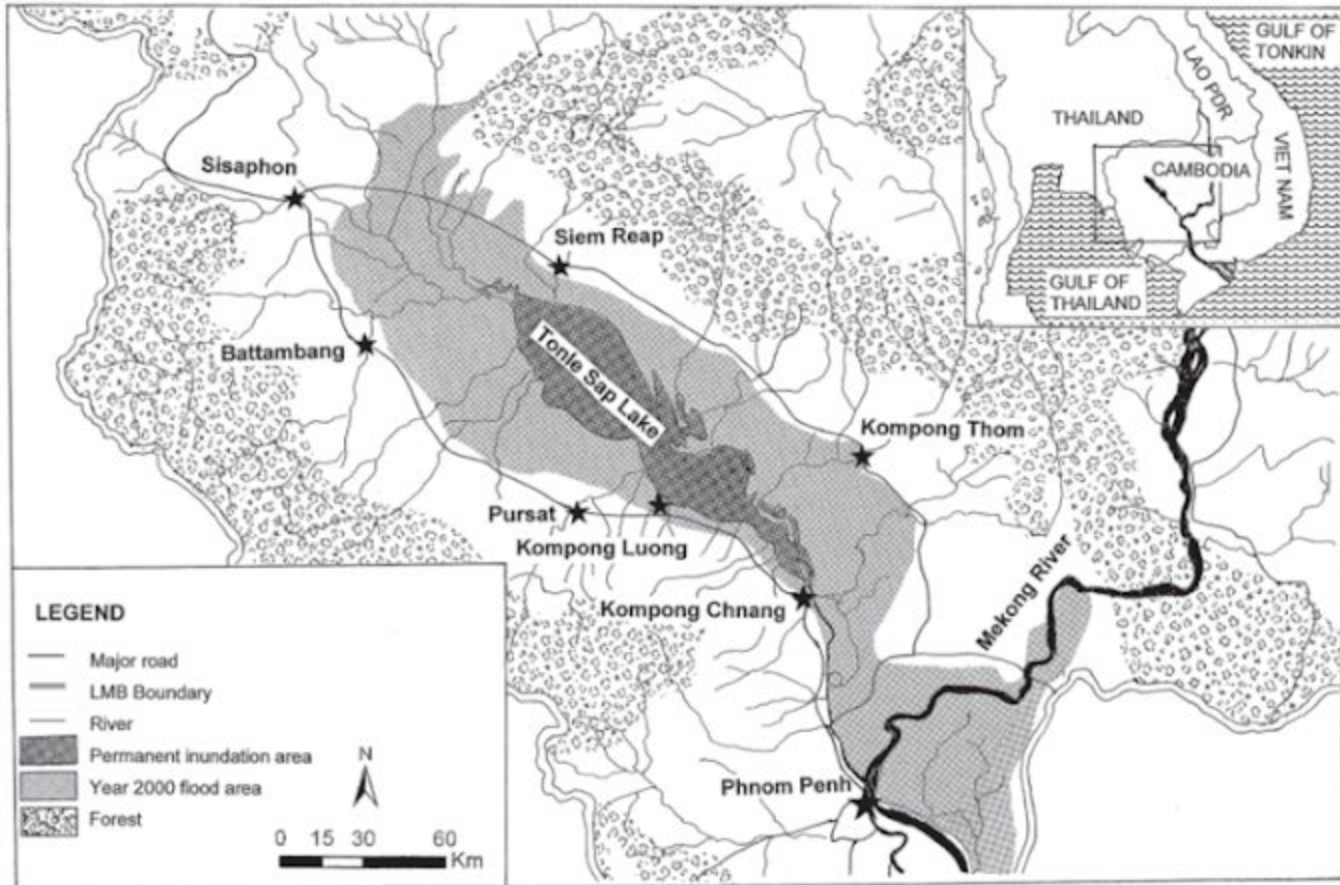 GULF OF
TONKIN
LAO PDR
THAILAND
VIET NAM
CAMBODIA
GULF OF
THAILAND
Sisaphon
Siem Reap
Battambang
Tonle Sap Lake
Kompong Thom
Pursat
Kompong Luong
Kompong Chnang
Mekong River
Phnom Penh
LEGEND
Major road
LMB Boundary
River
Permanent inundation area
Year 2000 flood area
Forest
N
0 15 30 60
Km